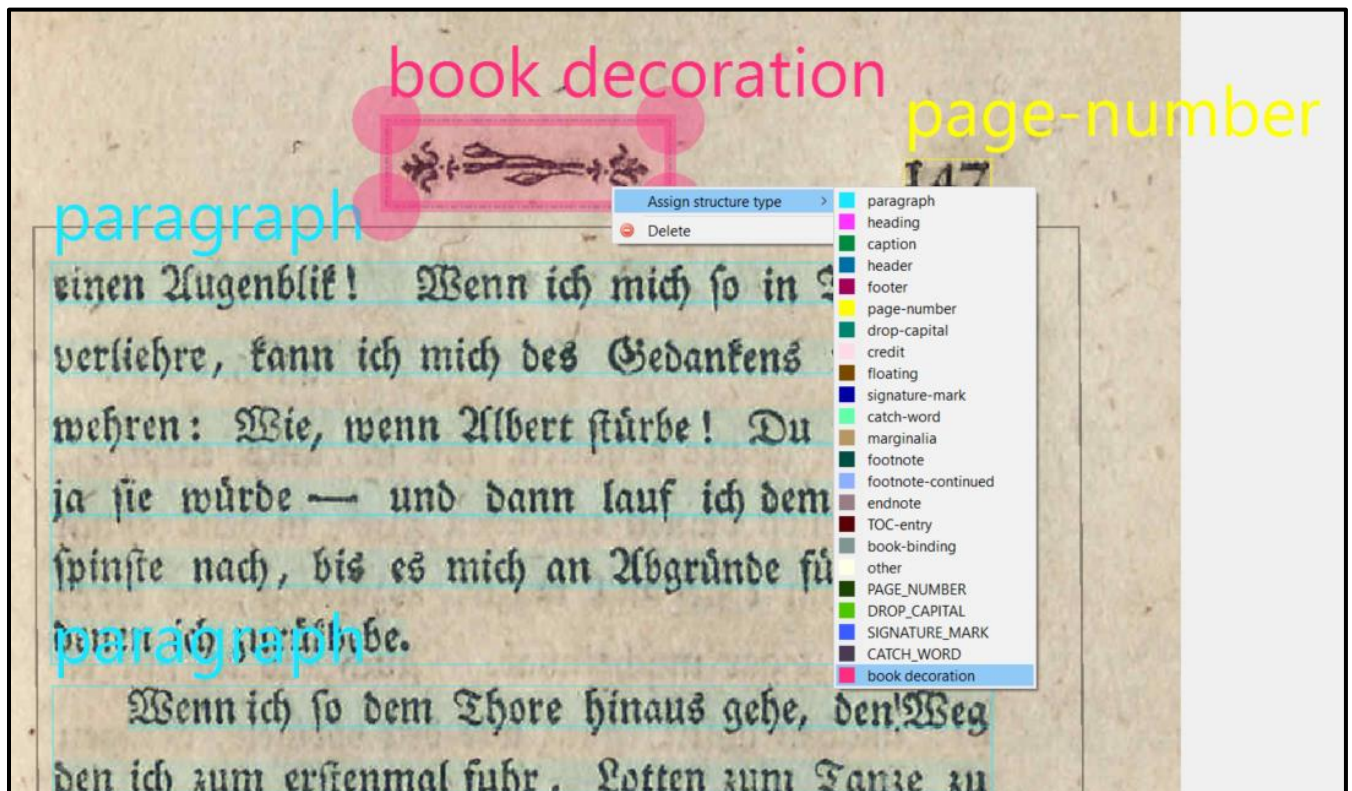 book decoration
page-number
147
paragraph
Assign structure type
Delete
paragraph
heading
caption
header
footer
page-number
drop-capital
credit
floating
signature-mark
catch-word
marginalia
footnote
footnote-continued
endnote
TOC-entry
book-binding
other
PAGE_NUMBER
DROP_CAPITAL
SIGNATURE_MARK
CATCH_WORD
book decoration
einen Augenblik! Wenn ich mich ſo in
verliehre, kann ich mich des Gedankens
wehren: Wie, wenn Albert ſtürbe! Du
ja ſie würde — und dann lauf ich dem
ſpinſte nach, bis es mich an Abgründe fü
paragraph
denen ich zurükbebe.
Wenn ich ſo dem Thore hinaus gehe, den Weg
den ich zum erſtenmal fuhr, Lotten zum Tanze zu